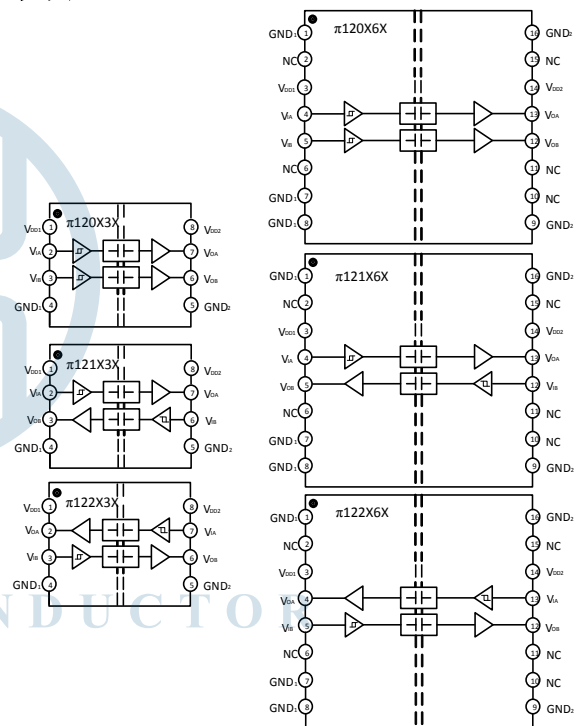 π120X3X
VDD1 1 8 VDD2
VIA 2 7 VOA
VIB 3 6 VOB
GND1 4 5 GND2
π121X3X
VDD1 1 8 VDD2
VIA 2 7 VOA
VOB 3 6 VIB
GND1 4 5 GND2
π122X3X
VDD1 1 8 VDD2
VOA 2 7 VIA
VIB 3 6 VOB
GND1 4 5 GND2
π120X6X
GND1 1 16 GND2
NC 2 15 NC
VDD1 3 14 VDD2
VIA 4 13 VOA
VIB 5 12 VOB
NC 6 11 NC
GND1 7 10 NC
GND1 8 9 GND2
π121X6X
GND1 1 16 GND2
NC 2 15 NC
VDD1 3 14 VDD2
VIA 4 13 VOA
VOB 5 12 VIB
NC 6 11 NC
GND1 7 10 NC
GND1 8 9 GND2
π122X6X
GND1 1 16 GND2
NC 2 15 NC
VDD1 3 14 VDD2
VOA 4 13 VIA
VIB 5 12 VOB
NC 6 11 NC
GND1 7 10 NC
GND1 8 9 GND2
NDUCTOR